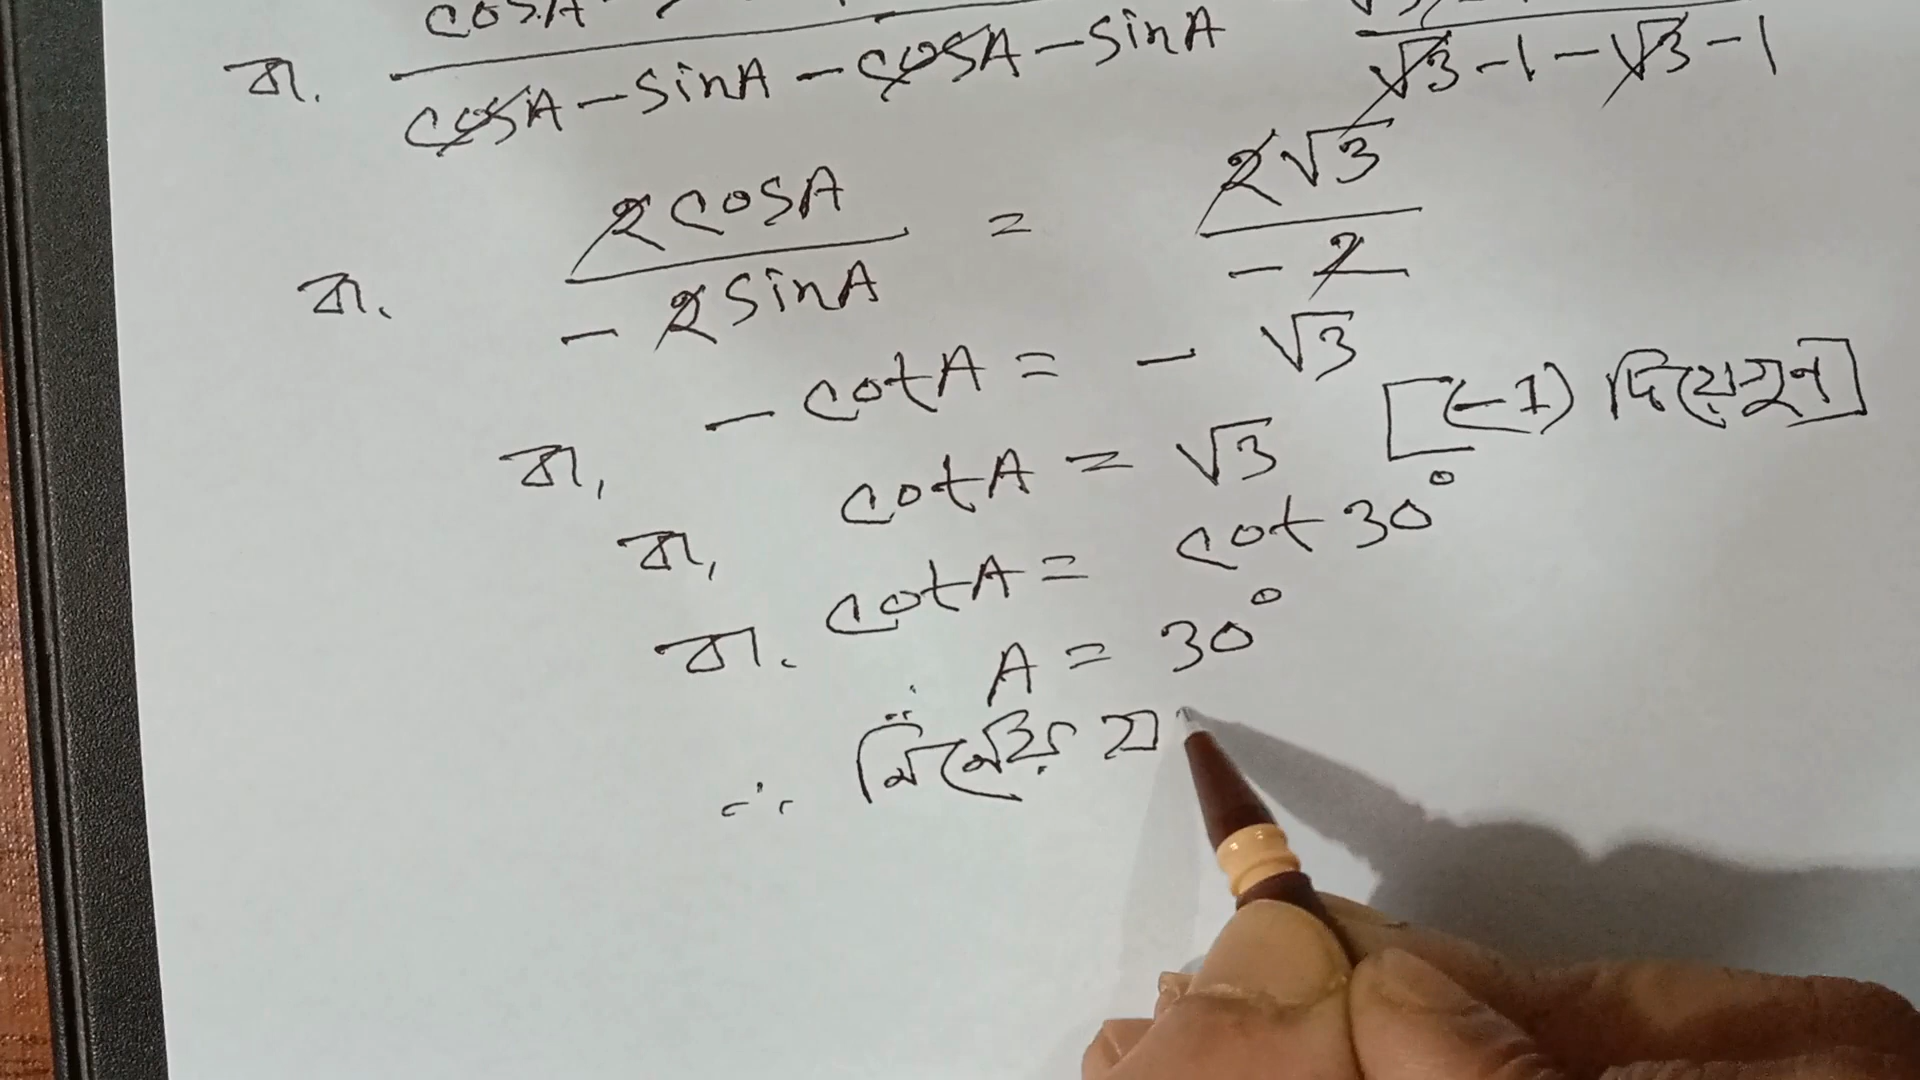 cosA
বা. cosA - sinA - cosA - sinA √3 - 1 - √3 - 1
বা. 2cosA / - 2sinA = 2√3 / - 2
বা, - cotA = - √3
বা, cotA = √3 [(-1) দিয়ে গুন]
বা. cotA = cot 30°
∴ A = 30°
∴ নির্নেয় মা